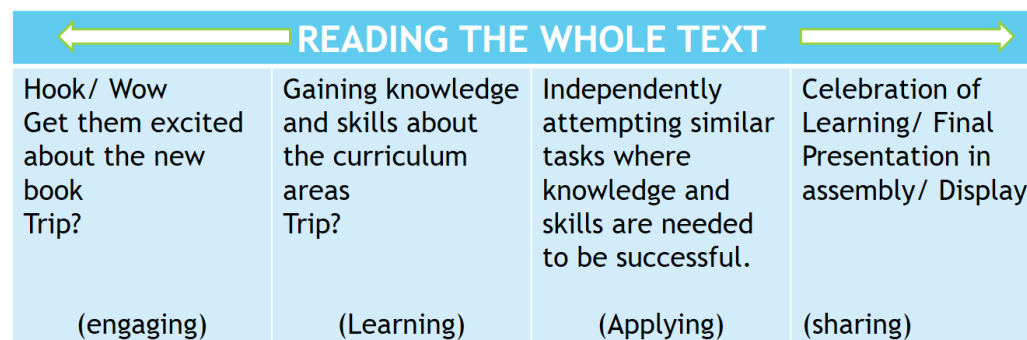 READING THE WHOLE TEXT
Hook/ Wow
Get them excited
about the new
book
Trip?
(engaging)
Gaining knowledge
and skills about
the curriculum
areas
Trip?
(Learning)
Independently
attempting similar
tasks where
knowledge and
skills are needed
to be successful.
(Applying)
Celebration of
Learning/ Final
Presentation in
assembly/ Display
(sharing)